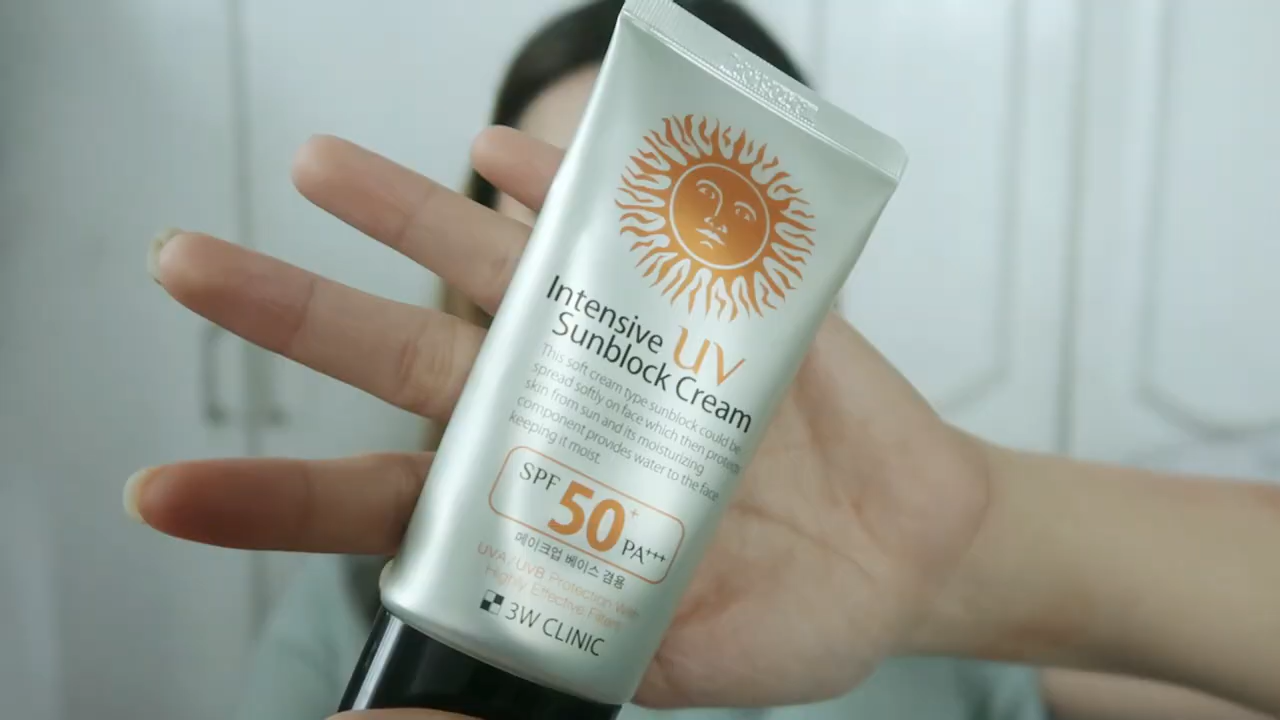 Intensive UV
Sunblock Cream
This soft cream type sunblock could be
spread softly on face which then protects
skin from sun and its moisturizing
component provides water to the face
keeping it moist.
SPF 50+ PA+++
메이크업 베이스 겸용
UVA/UVB Protection With
Highly Effective Filters
3W CLINIC